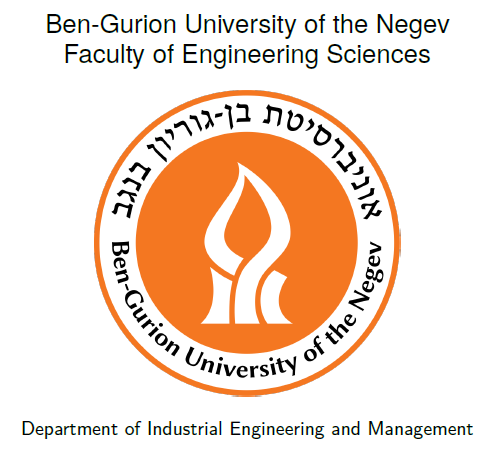 Ben-Gurion University of the Negev
Faculty of Engineering Sciences
אוניברסיטת בן-גוריון בנגב
Ben-Gurion University of the Negev
Department of Industrial Engineering and Management